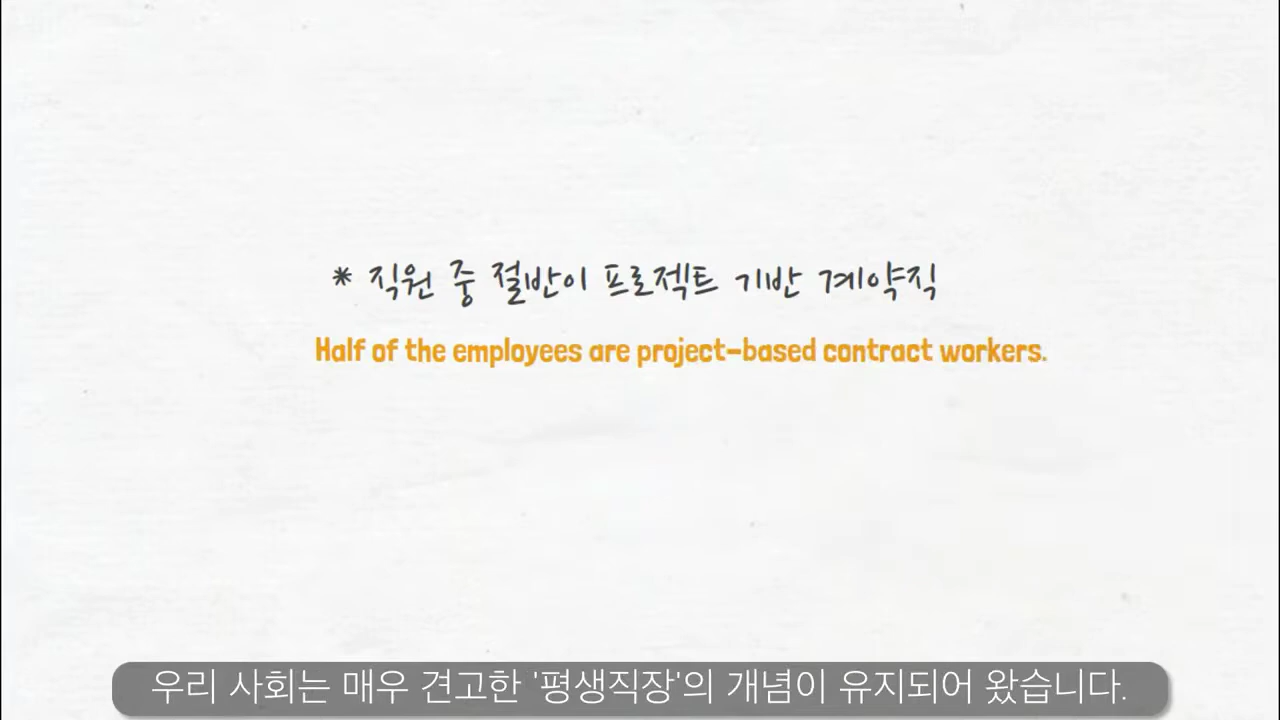 * 직원 중 절반이 프로젝트 기반 계약직
Half of the employees are project-based contract workers.
우리 사회는 매우 견고한 '평생직장'의 개념이 유지되어 왔습니다.